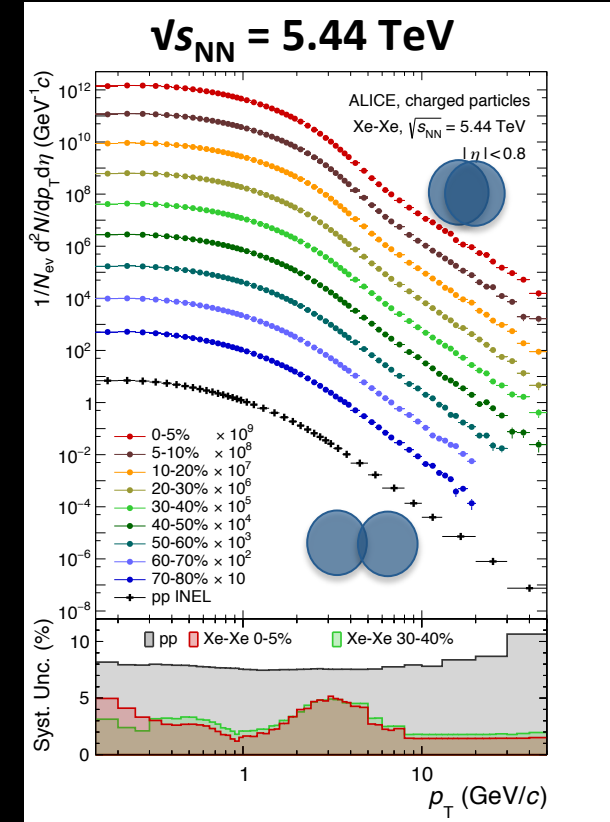 √sNN = 5.44 TeV
ALICE, charged particles
Xe-Xe, √sNN = 5.44 TeV
| η | < 0.8
1/Nev d²N/dpTdη (GeV⁻¹c)
10¹²
10¹⁰
10⁸
10⁶
10⁴
10²
1
10⁻²
10⁻⁴
10⁻⁶
10⁻⁸
0-5% × 10⁹
5-10% × 10⁸
10-20% × 10⁷
20-30% × 10⁶
30-40% × 10⁵
40-50% × 10⁴
50-60% × 10³
60-70% × 10²
70-80% × 10
pp INEL
Syst. Unc. (%)
10
5
0
pp Xe-Xe 0-5% Xe-Xe 30-40%
1 10
pT (GeV/c)